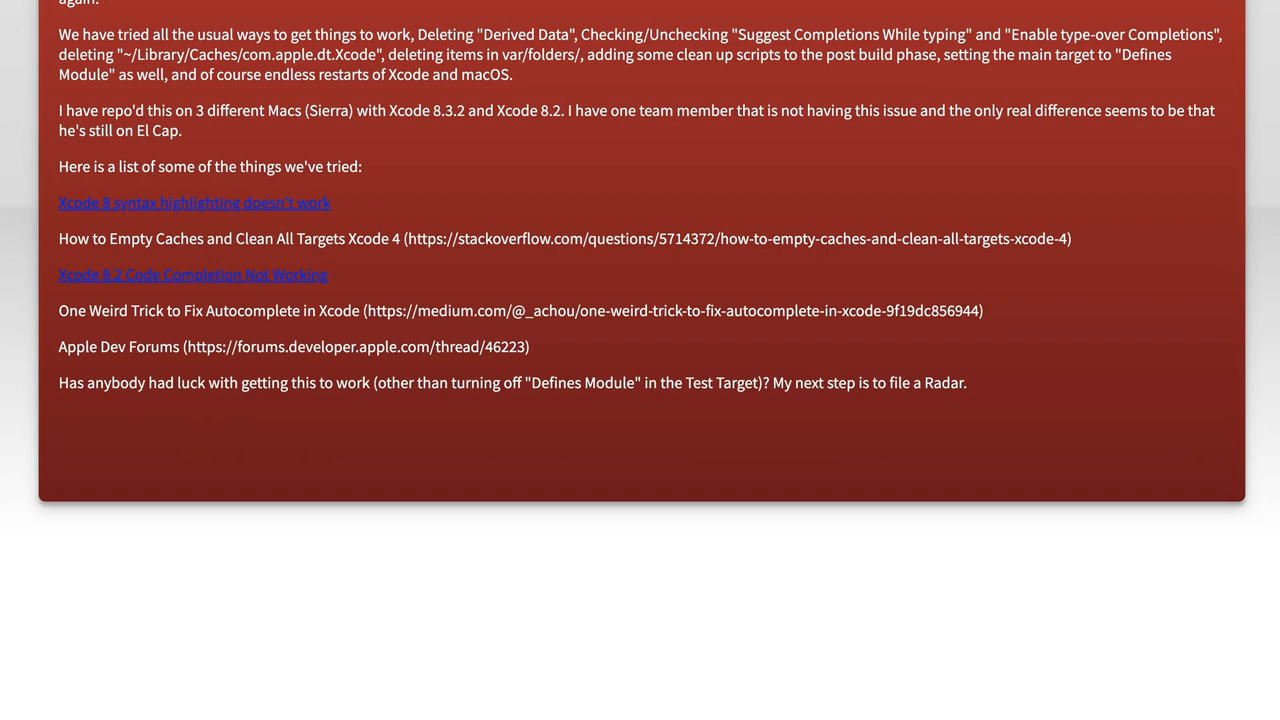 again.
We have tried all the usual ways to get things to work, Deleting "Derived Data", Checking/Unchecking "Suggest Completions While typing" and "Enable type-over Completions",
deleting "~/Library/Caches/com.apple.dt.Xcode", deleting items in var/folders/, adding some clean up scripts to the post build phase, setting the main target to "Defines
Module" as well, and of course endless restarts of Xcode and macOS.
I have repo'd this on 3 different Macs (Sierra) with Xcode 8.3.2 and Xcode 8.2. I have one team member that is not having this issue and the only real difference seems to be that
he's still on El Cap.
Here is a list of some of the things we've tried:
Xcode 8 syntax highlighting doesn't work
How to Empty Caches and Clean All Targets Xcode 4 (https://stackoverflow.com/questions/5714372/how-to-empty-caches-and-clean-all-targets-xcode-4)
Xcode 8.2 Code Completion Not Working
One Weird Trick to Fix Autocomplete in Xcode (https://medium.com/@_achou/one-weird-trick-to-fix-autocomplete-in-xcode-9f19dc856944)
Apple Dev Forums (https://forums.developer.apple.com/thread/46223)
Has anybody had luck with getting this to work (other than turning off "Defines Module" in the Test Target)? My next step is to file a Radar.